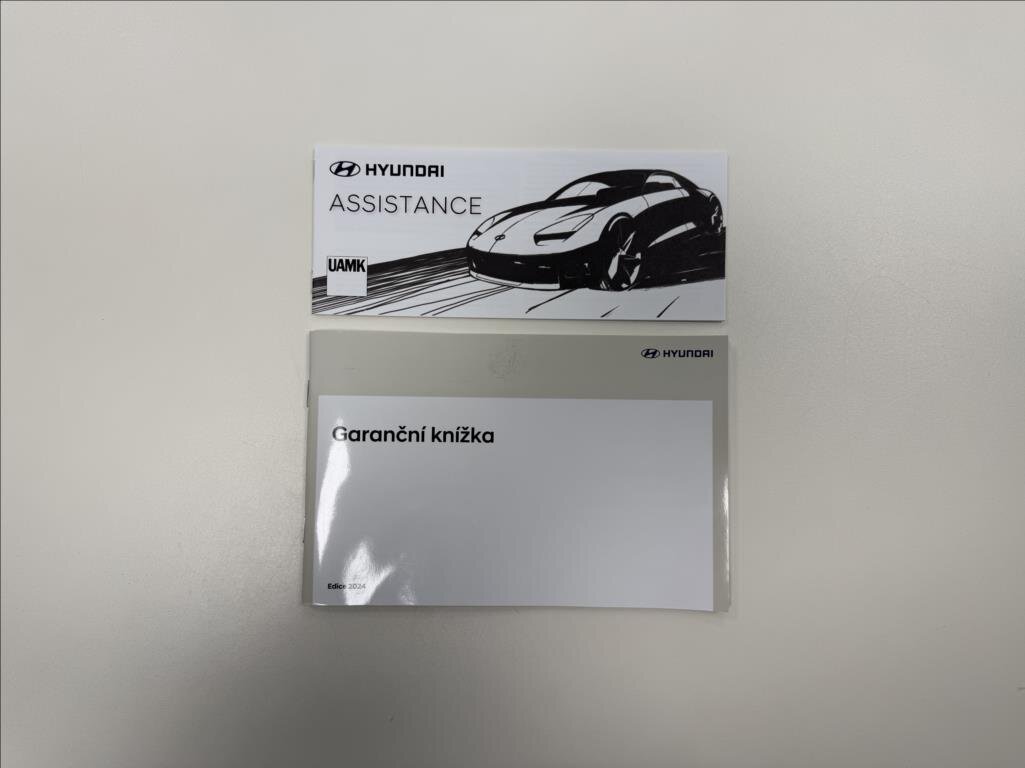 HYUNDAI
ASSISTANCE
UAMK
HYUNDAI
Garanční knížka
Edice 2024